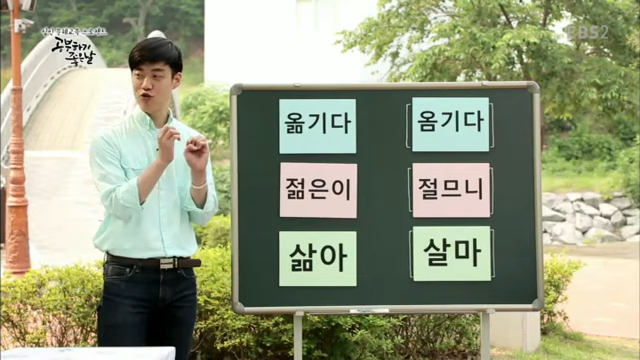 공부하기
좋은날
EBS2
옮기다 [옴기다]
젊은이 [절므니]
삶아 [살마]